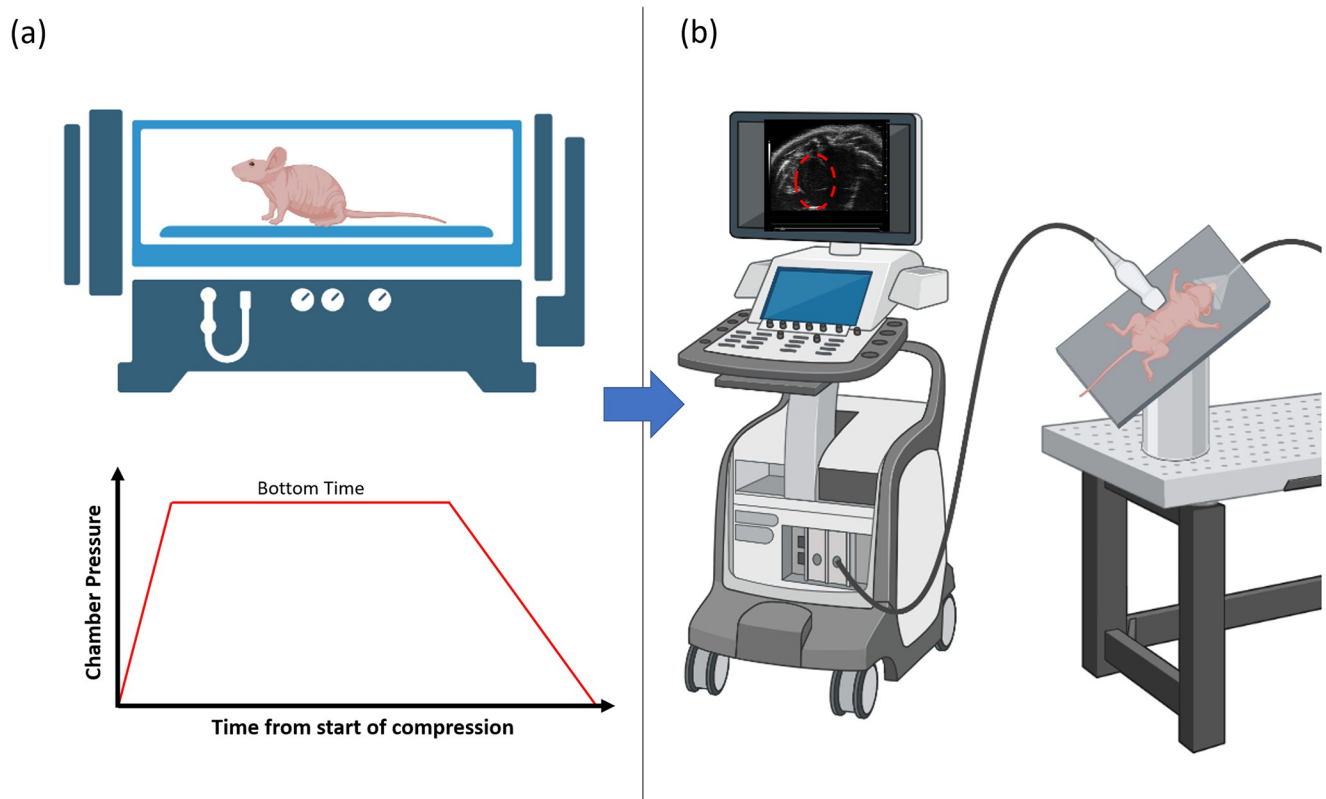 (a)
(b)
Bottom Time
Chamber Pressure
Time from start of compression